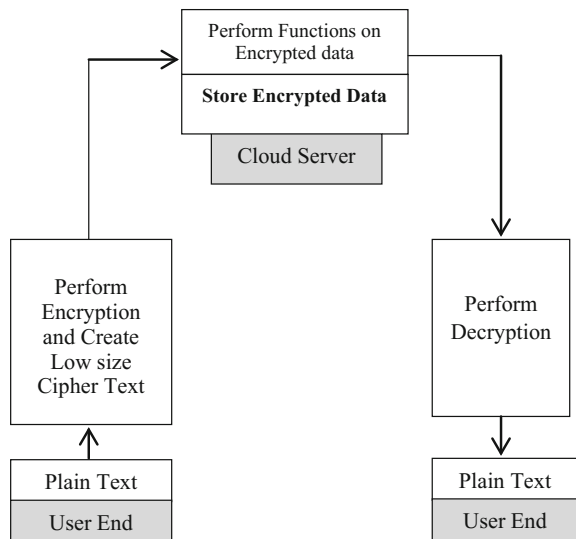 Perform Functions on
Encrypted data
Store Encrypted Data
Cloud Server
Perform
Encryption
and Create
Low size
Cipher Text
Perform
Decryption
Plain Text
User End
Plain Text
User End